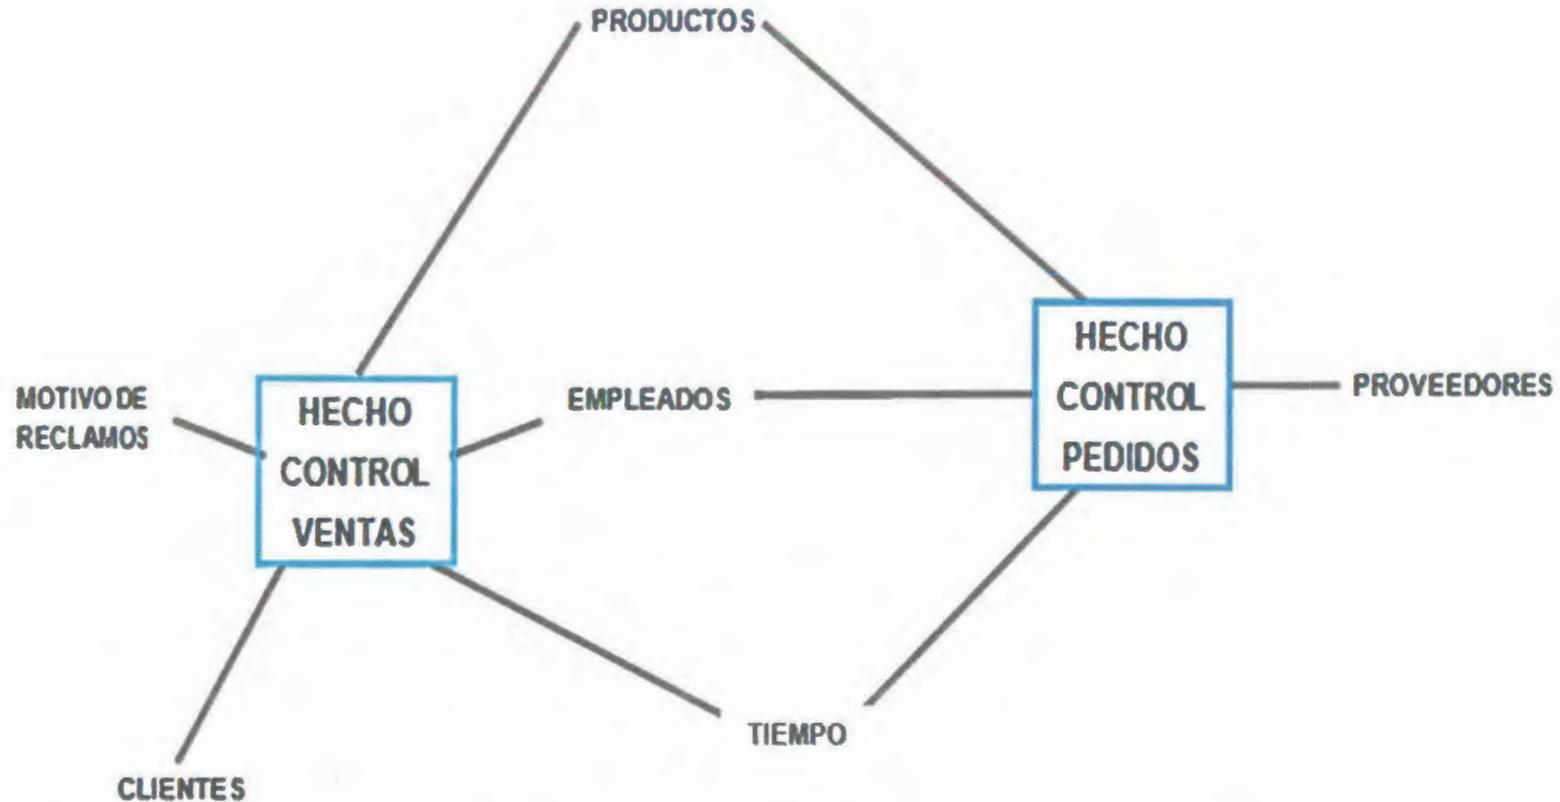 PRODUCTOS
HECHO
CONTROL
PEDIDOS
PROVEEDORES
EMPLEADOS
MOTIVO DE
RECLAMOS
HECHO
CONTROL
VENTAS
TIEMPO
CLIENTES